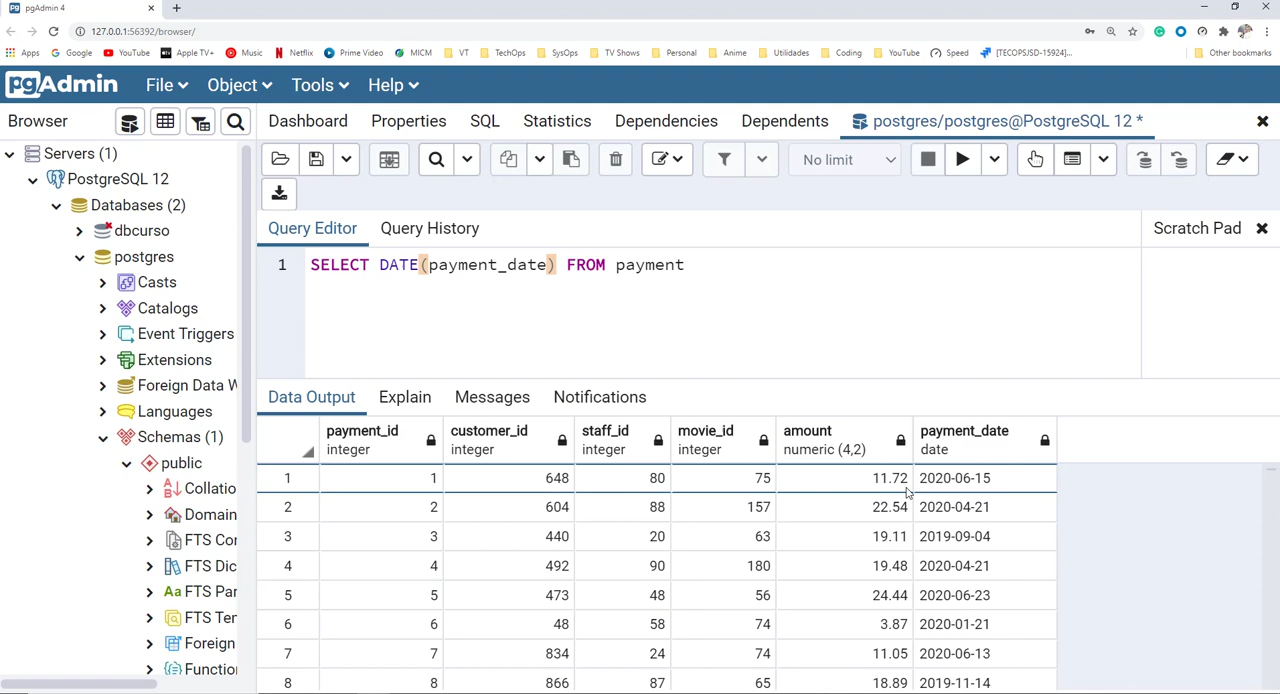 pgAdmin 4
127.0.0.1:56392/browser/
Apps Google YouTube Apple TV+ Music Netflix Prime Video MICM VT TechOps SysOps TV Shows Personal Anime Utilidades Coding YouTube Speed [TECOPSJSD-15924]... Other bookmarks
pgAdmin File Object Tools Help
Browser Dashboard Properties SQL Statistics Dependencies Dependents postgres/postgres@PostgreSQL 12 *
Servers (1)
PostgreSQL 12
Databases (2)
dbcurso
postgres
Casts
Catalogs
Event Triggers
Extensions
Foreign Data W
Languages
Schemas (1)
public
Collatio
Domain
FTS Con
FTS Dic
FTS Par
FTS Ten
Foreign
Functio
No limit
Query Editor Query History Scratch Pad
1 SELECT DATE(payment_date) FROM payment
Data Output Explain Messages Notifications
payment_id customer_id staff_id movie_id amount payment_date
integer integer integer integer numeric (4,2) date
1 1 648 80 75 11.72 2020-06-15
2 2 604 88 157 22.54 2020-04-21
3 3 440 20 63 19.11 2019-09-04
4 4 492 90 180 19.48 2020-04-21
5 5 473 48 56 24.44 2020-06-23
6 6 48 58 74 3.87 2020-01-21
7 7 834 24 74 11.05 2020-06-13
8 8 866 87 65 18.89 2019-11-14